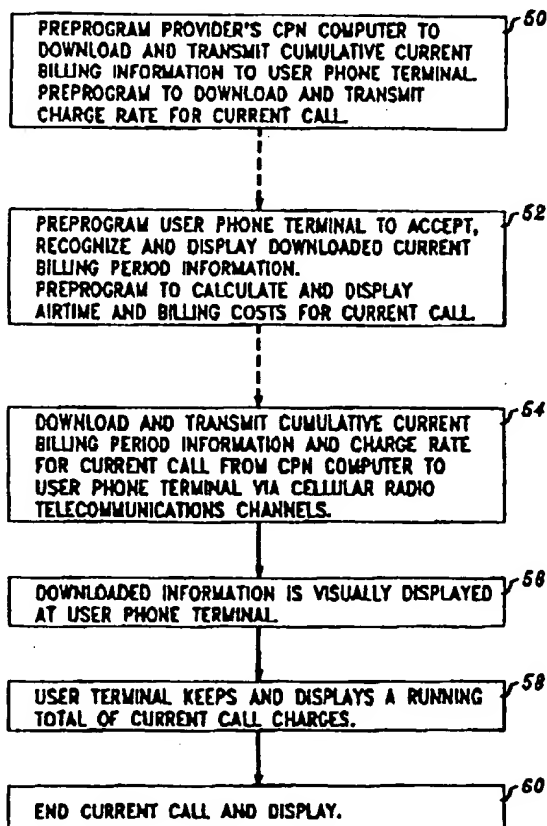 PREPROGRAM PROVIDER'S CPN COMPUTER TO
DOWNLOAD AND TRANSMIT CUMULATIVE CURRENT
BILLING INFORMATION TO USER PHONE TERMINAL.
PREPROGRAM TO DOWNLOAD AND TRANSMIT
CHARGE RATE FOR CURRENT CALL.
50
PREPROGRAM USER PHONE TERMINAL TO ACCEPT,
RECOGNIZE AND DISPLAY DOWNLOADED CURRENT
BILLING PERIOD INFORMATION.
PREPROGRAM TO CALCULATE AND DISPLAY
AIRTIME AND BILLING COSTS FOR CURRENT CALL.
52
DOWNLOAD AND TRANSMIT CUMULATIVE CURRENT
BILLING PERIOD INFORMATION AND CHARGE RATE
FOR CURRENT CALL FROM CPN COMPUTER TO
USER PHONE TERMINAL VIA CELLULAR RADIO
TELECOMMUNICATIONS CHANNELS.
54
DOWNLOADED INFORMATION IS VISUALLY DISPLAYED
AT USER PHONE TERMINAL.
56
USER TERMINAL KEEPS AND DISPLAYS A RUNNING
TOTAL OF CURRENT CALL CHARGES.
58
END CURRENT CALL AND DISPLAY.
60